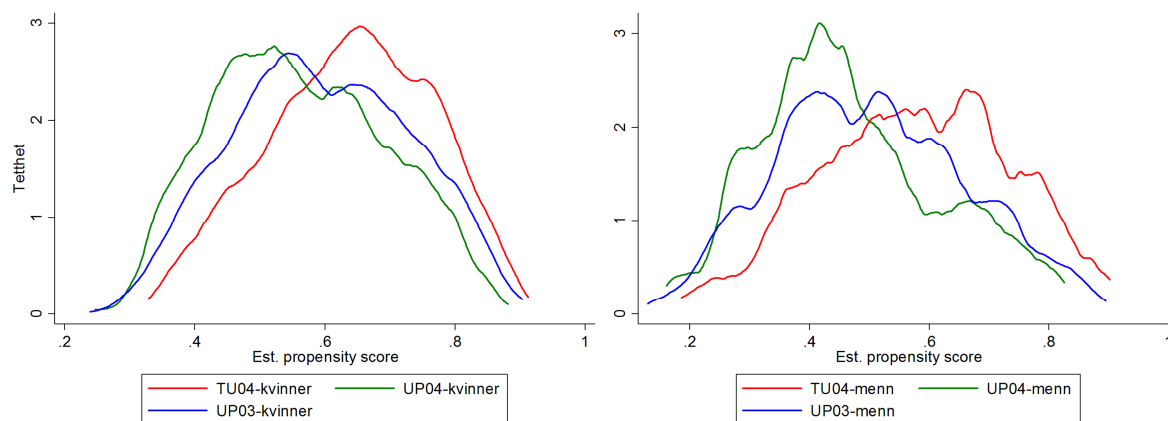 Tetthet
3
2
1
0
.2 .4 .6 .8 1
Est. propensity score
TU04-kvinner UP04-kvinner
UP03-kvinner
3
2
1
0
.2 .4 .6 .8 1
Est. propensity score
TU04-menn UP04-menn
UP03-menn